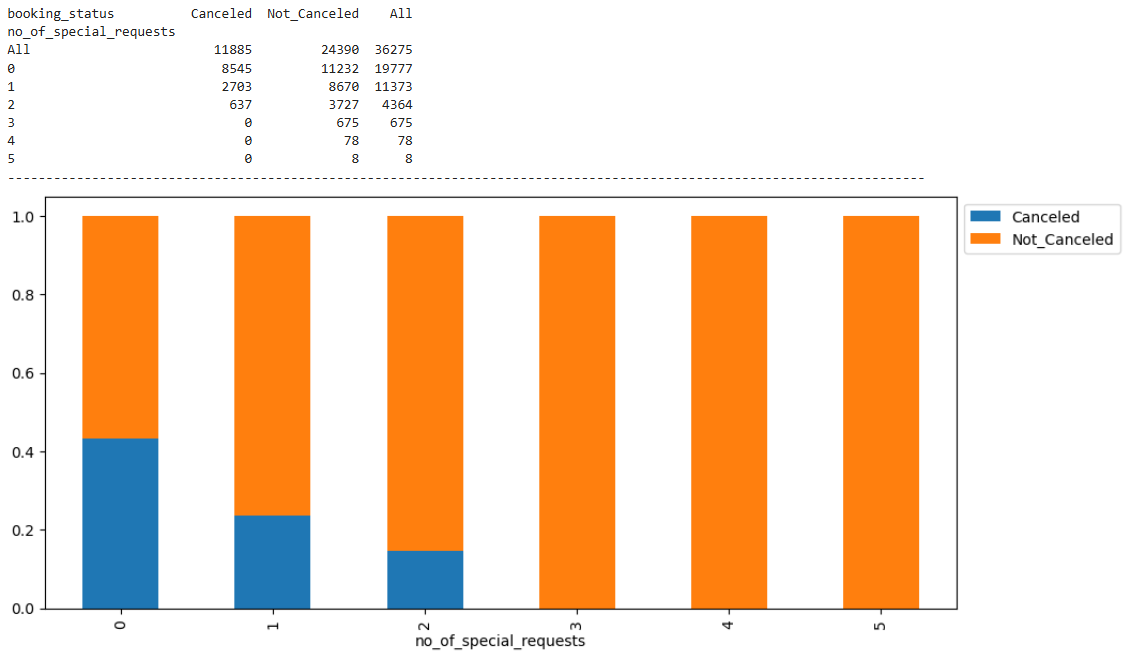 booking_status Canceled Not_Canceled All
no_of_special_requests
All 11885 24390 36275
0 8545 11232 19777
1 2703 8670 11373
2 637 3727 4364
3 0 675 675
4 0 78 78
5 0 8 8
------------------------------------------------------------------------------------------------------------------------
1.0
0.8
0.6
0.4
0.2
0.0
0 1 2 3 4 5
no_of_special_requests
Canceled
Not_Canceled